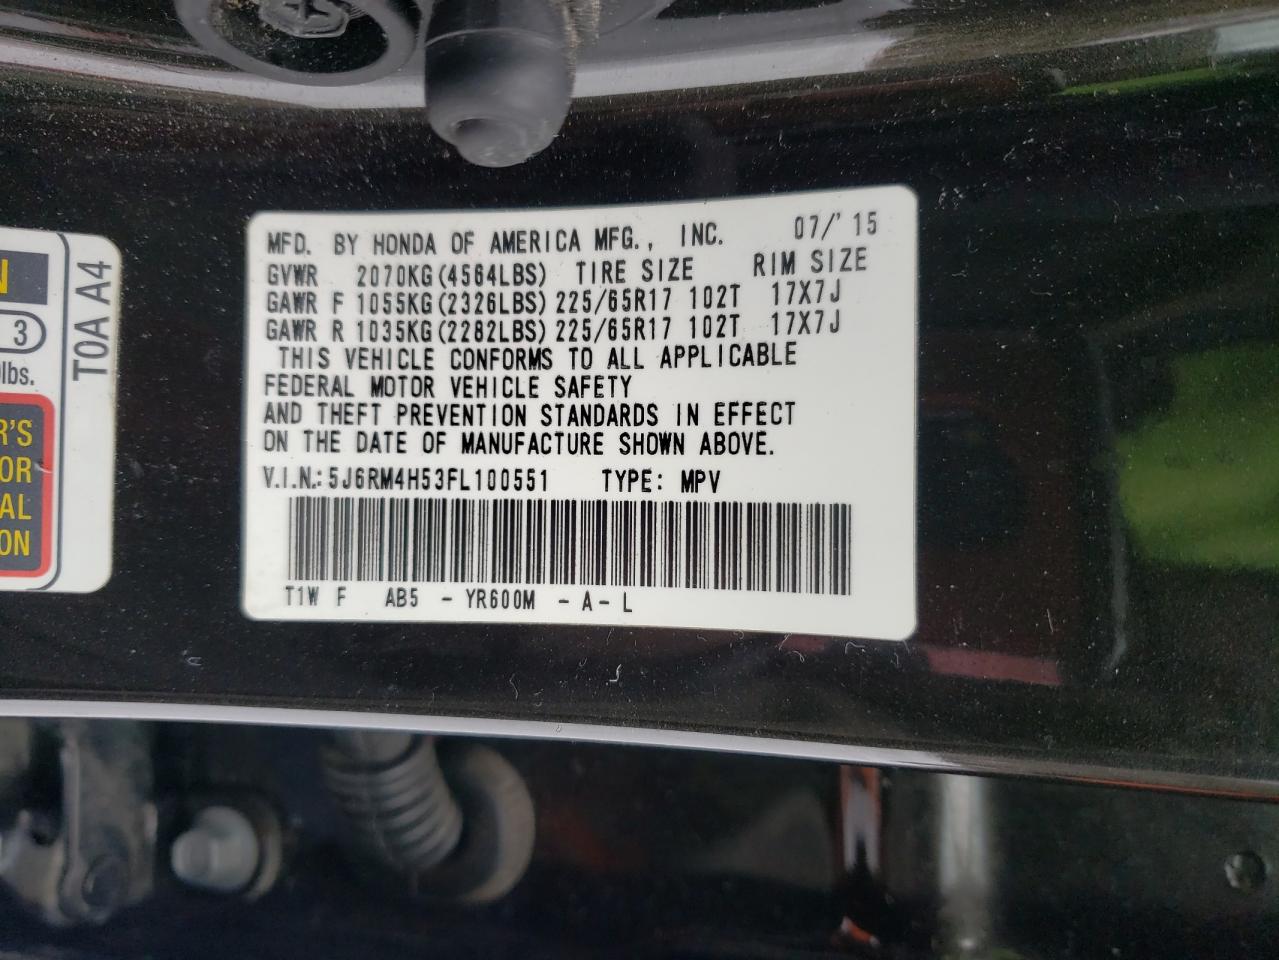 MFD. BY HONDA OF AMERICA MFG., INC. 07/'15
GVWR 2070KG(4564LBS) TIRE SIZE RIM SIZE
GAWR F 1055KG(2326LBS) 225/65R17 102T 17X7J
GAWR R 1035KG(2282LBS) 225/65R17 102T 17X7J
THIS VEHICLE CONFORMS TO ALL APPLICABLE
FEDERAL MOTOR VEHICLE SAFETY
AND THEFT PREVENTION STANDARDS IN EFFECT
ON THE DATE OF MANUFACTURE SHOWN ABOVE.
V.I.N.: 5J6RM4H53FL100551 TYPE: MPV
T1W F AB5 - YR600M - A - L
N
3
lbs.
R'S
OR
AL
ON
T0A A4